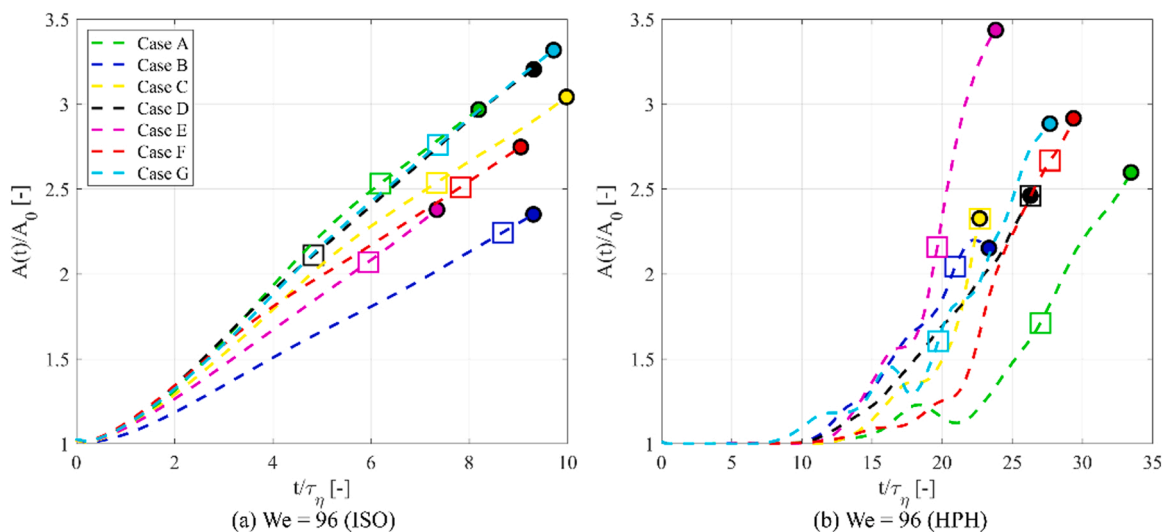 3.5
3
2.5
2
1.5
1
A(t)/A₀ [-]
Case A
Case B
Case C
Case D
Case E
Case F
Case G
0 2 4 6 8 10
t/τ_η [-]
(a) We = 96 (ISO)
3.5
3
2.5
2
1.5
1
A(t)/A₀ [-]
0 5 10 15 20 25 30 35
t/τ_η [-]
(b) We = 96 (HPH)